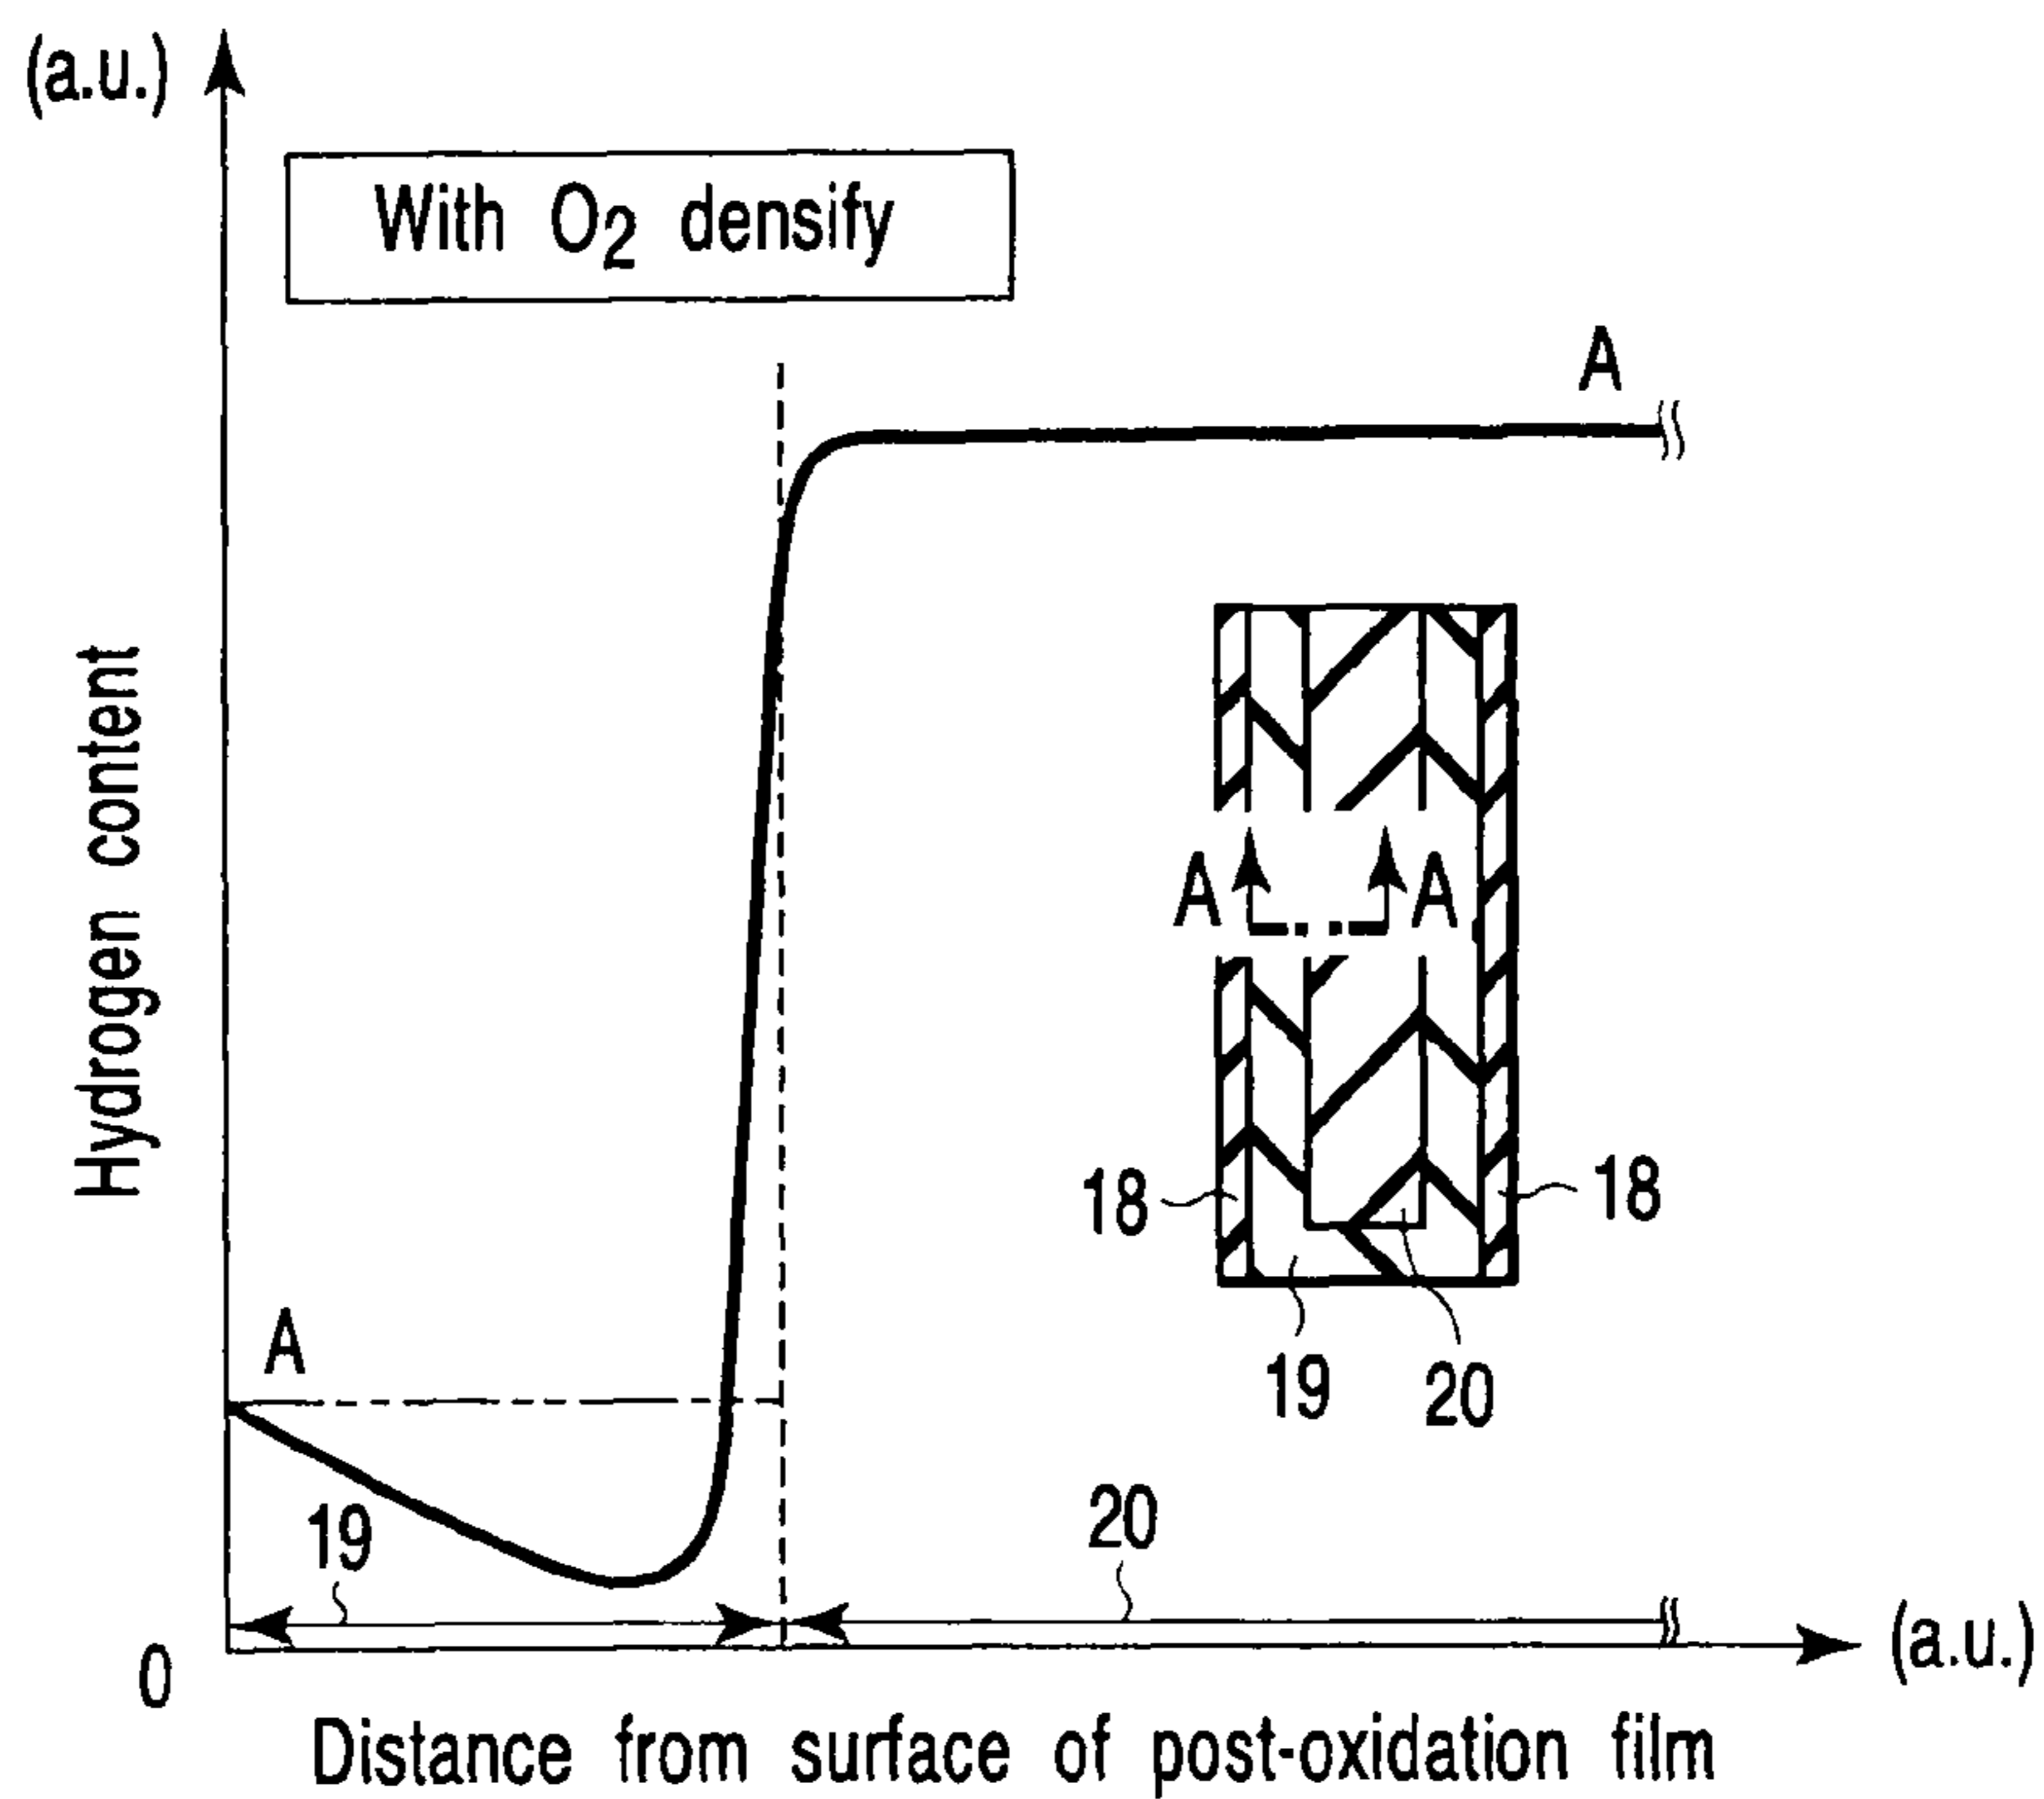 (a.u.)
With O2 densify
A
Hydrogen content
A
A
18
18
A
19
20
19
20
0
(a.u.)
Distance from surface of post-oxidation film